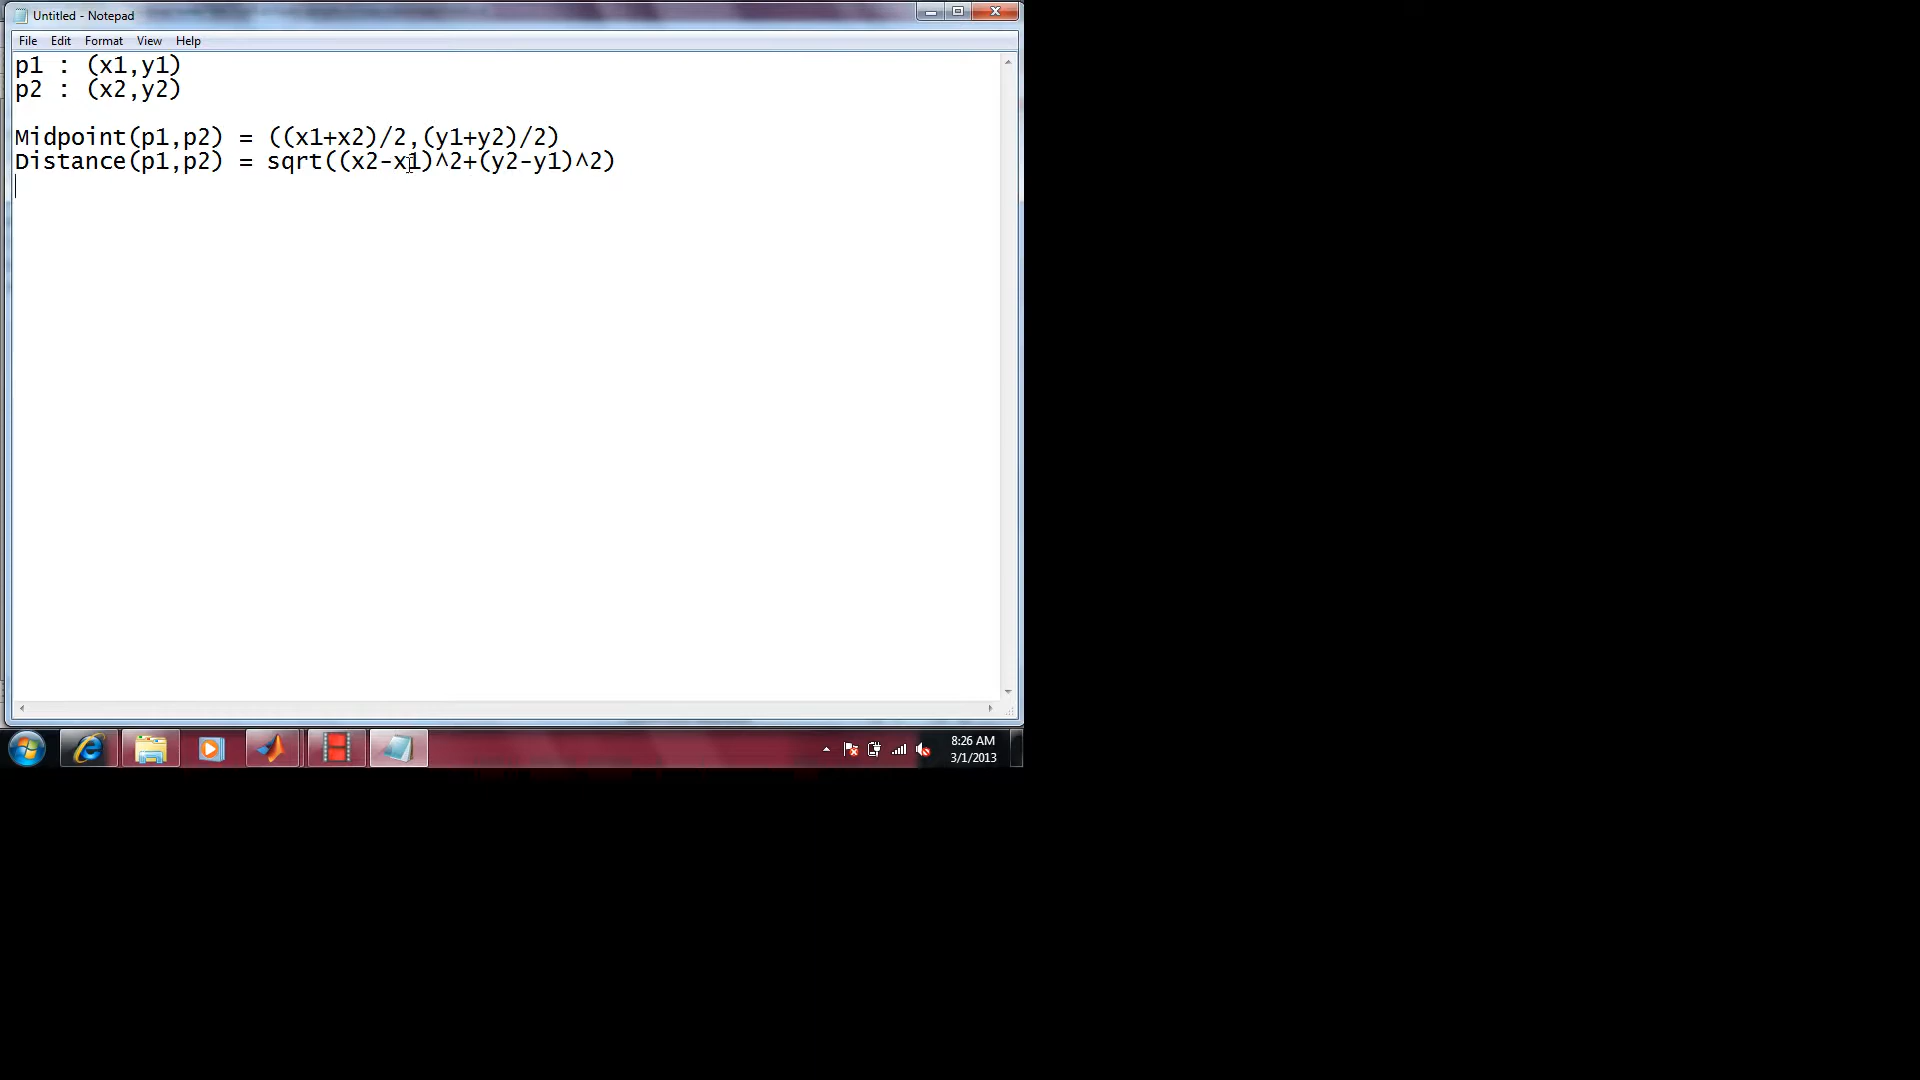 Untitled - Notepad
File Edit Format View Help
p1 : (x1,y1)
p2 : (x2,y2)
Midpoint(p1,p2) = ((x1+x2)/2,(y1+y2)/2)
Distance(p1,p2) = sqrt((x2-x1)^2+(y2-y1)^2)
8:26 AM
3/1/2013